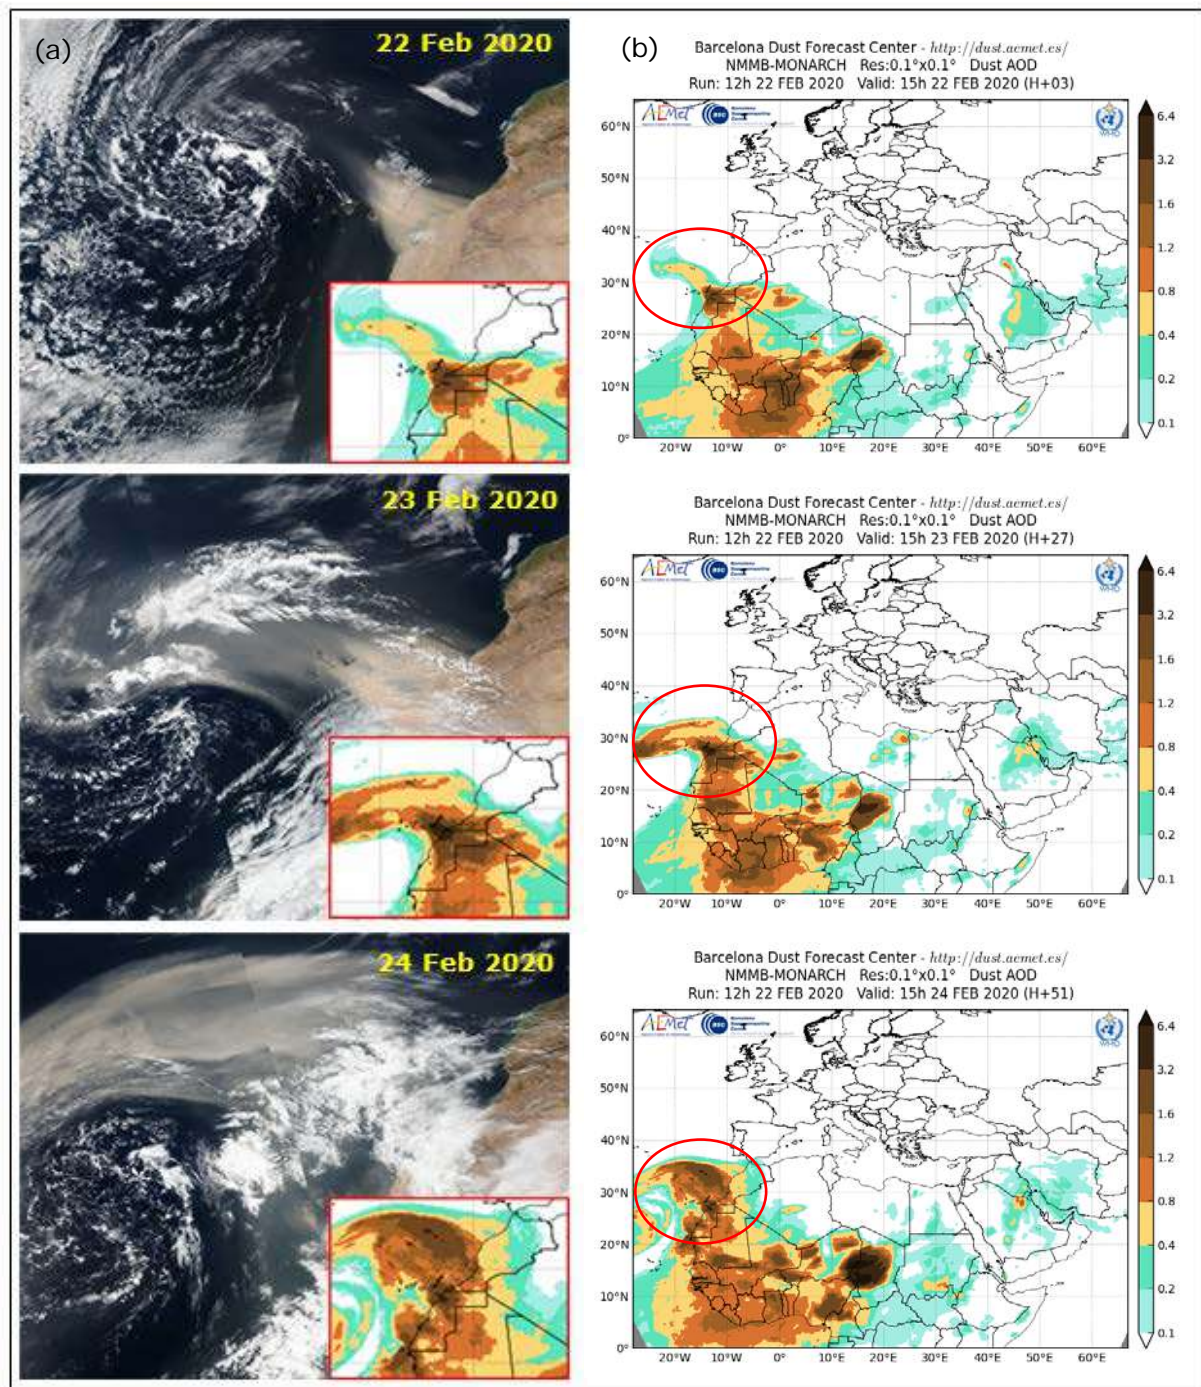 (a)
22 Feb 2020
(b)
Barcelona Dust Forecast Center - http://dust.aemet.es/
NMMB-MONARCH Res:0.1°x0.1° Dust AOD
Run: 12h 22 FEB 2020 Valid: 15h 22 FEB 2020 (H+03)
AEMet
BSC
WMO
60°N
50°N
40°N
30°N
20°N
10°N
0°
20°W
10°W
0°
10°E
20°E
30°E
40°E
50°E
60°E
6.4
3.2
1.6
1.2
0.8
0.4
0.2
0.1
23 Feb 2020
Barcelona Dust Forecast Center - http://dust.aemet.es/
NMMB-MONARCH Res:0.1°x0.1° Dust AOD
Run: 12h 22 FEB 2020 Valid: 15h 23 FEB 2020 (H+27)
AEMet
BSC
WMO
60°N
50°N
40°N
30°N
20°N
10°N
0°
20°W
10°W
0°
10°E
20°E
30°E
40°E
50°E
60°E
6.4
3.2
1.6
1.2
0.8
0.4
0.2
0.1
24 Feb 2020
Barcelona Dust Forecast Center - http://dust.aemet.es/
NMMB-MONARCH Res:0.1°x0.1° Dust AOD
Run: 12h 22 FEB 2020 Valid: 15h 24 FEB 2020 (H+51)
AEMet
BSC
WMO
60°N
50°N
40°N
30°N
20°N
10°N
0°
20°W
10°W
0°
10°E
20°E
30°E
40°E
50°E
60°E
6.4
3.2
1.6
1.2
0.8
0.4
0.2
0.1